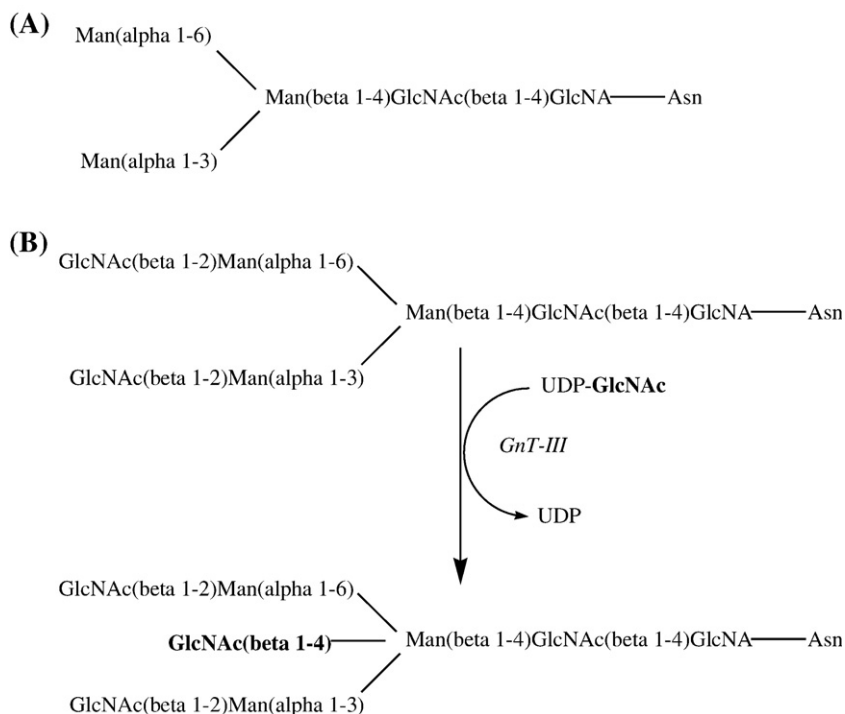 (A)
Man(alpha 1-6)
Man(beta 1-4)GlcNAc(beta 1-4)GlcNA Asn
Man(alpha 1-3)
(B)
GlcNAc(beta 1-2)Man(alpha 1-6)
Man(beta 1-4)GlcNAc(beta 1-4)GlcNA Asn
GlcNAc(beta 1-2)Man(alpha 1-3)
UDP-GlcNAc
GnT-III
UDP
GlcNAc(beta 1-2)Man(alpha 1-6)
GlcNAc(beta 1-4) Man(beta 1-4)GlcNAc(beta 1-4)GlcNA Asn
GlcNAc(beta 1-2)Man(alpha 1-3)